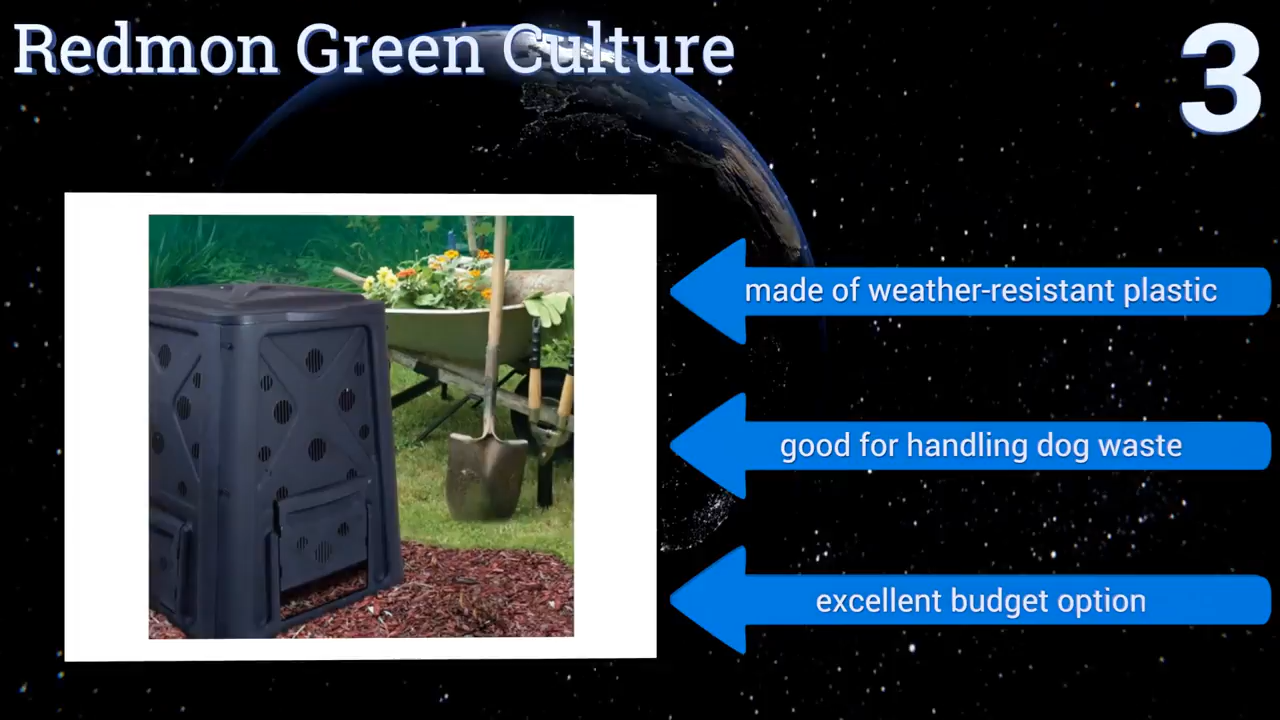 Redmon Green Culture
3
made of weather-resistant plastic
good for handling dog waste
excellent budget option